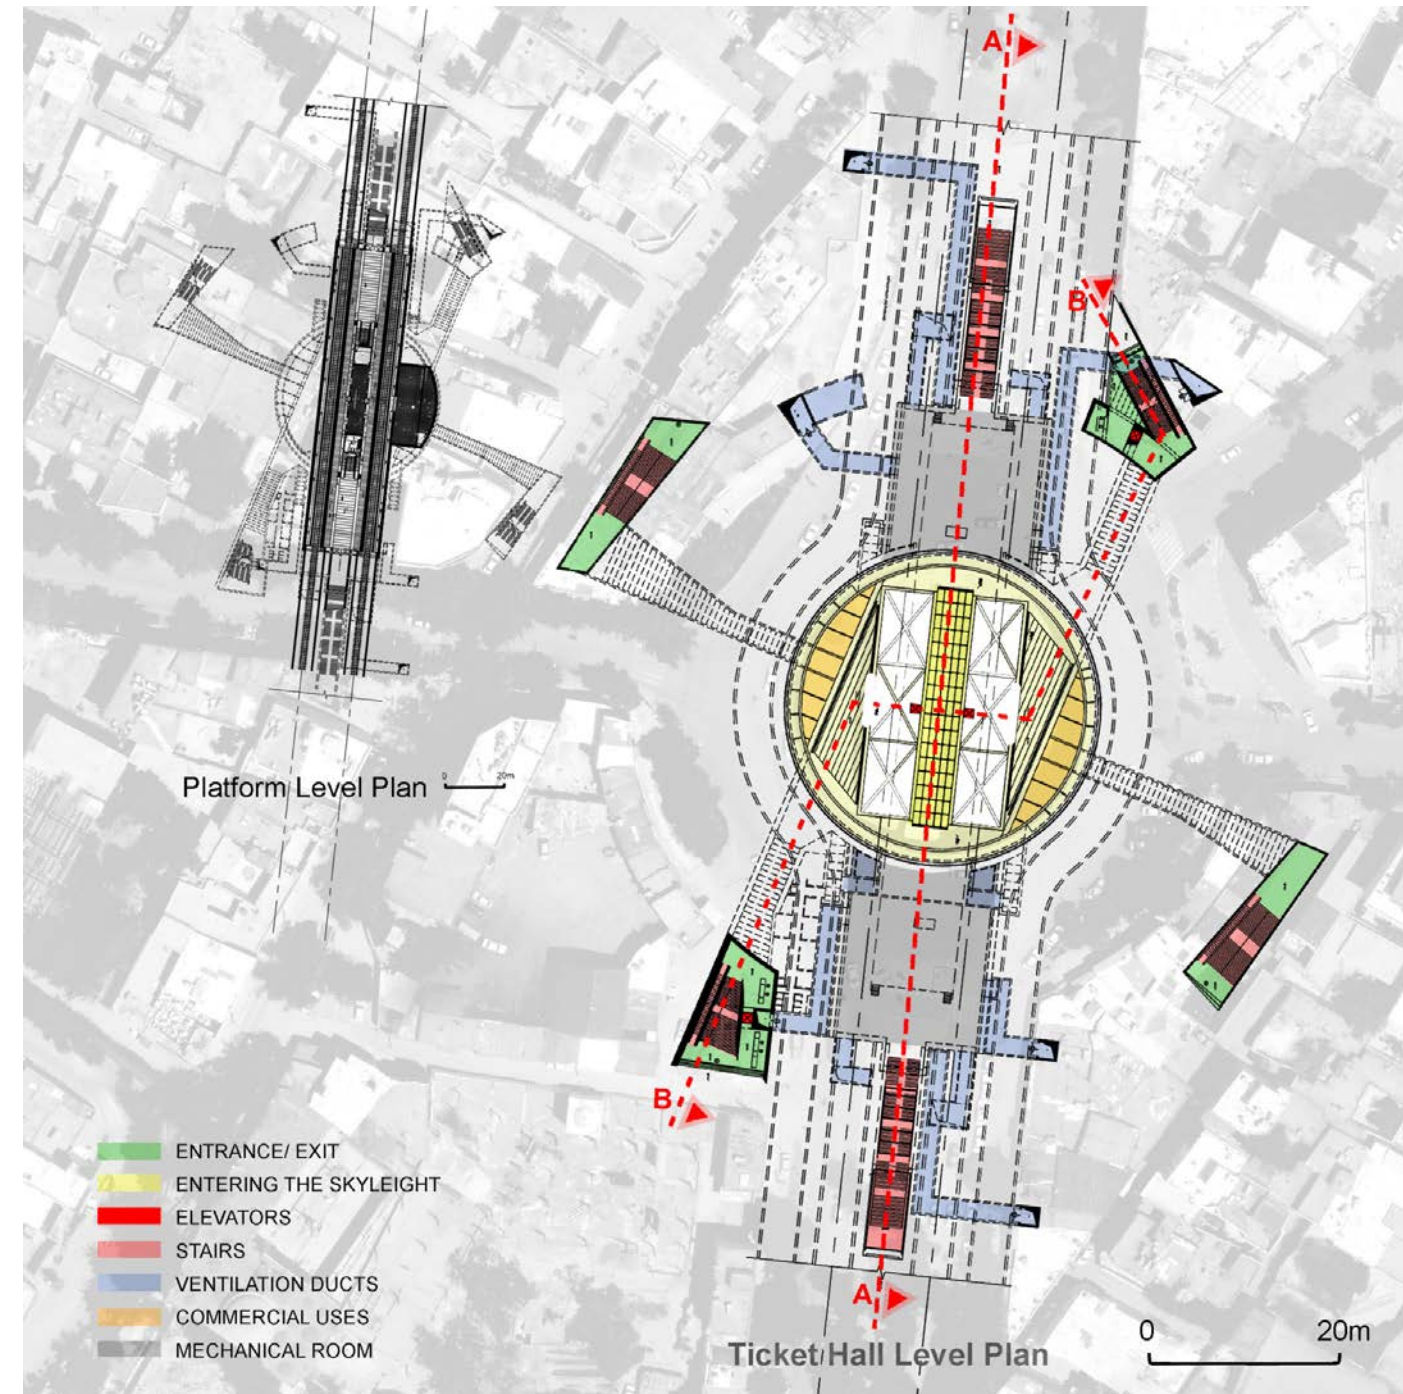 A
B
Platform Level Plan
0 20m
B
ENTRANCE/ EXIT
ENTERING THE SKYLEIGHT
ELEVATORS
STAIRS
VENTILATION DUCTS
COMMERCIAL USES
MECHANICAL ROOM
A
Ticket Hall Level Plan
0 20m